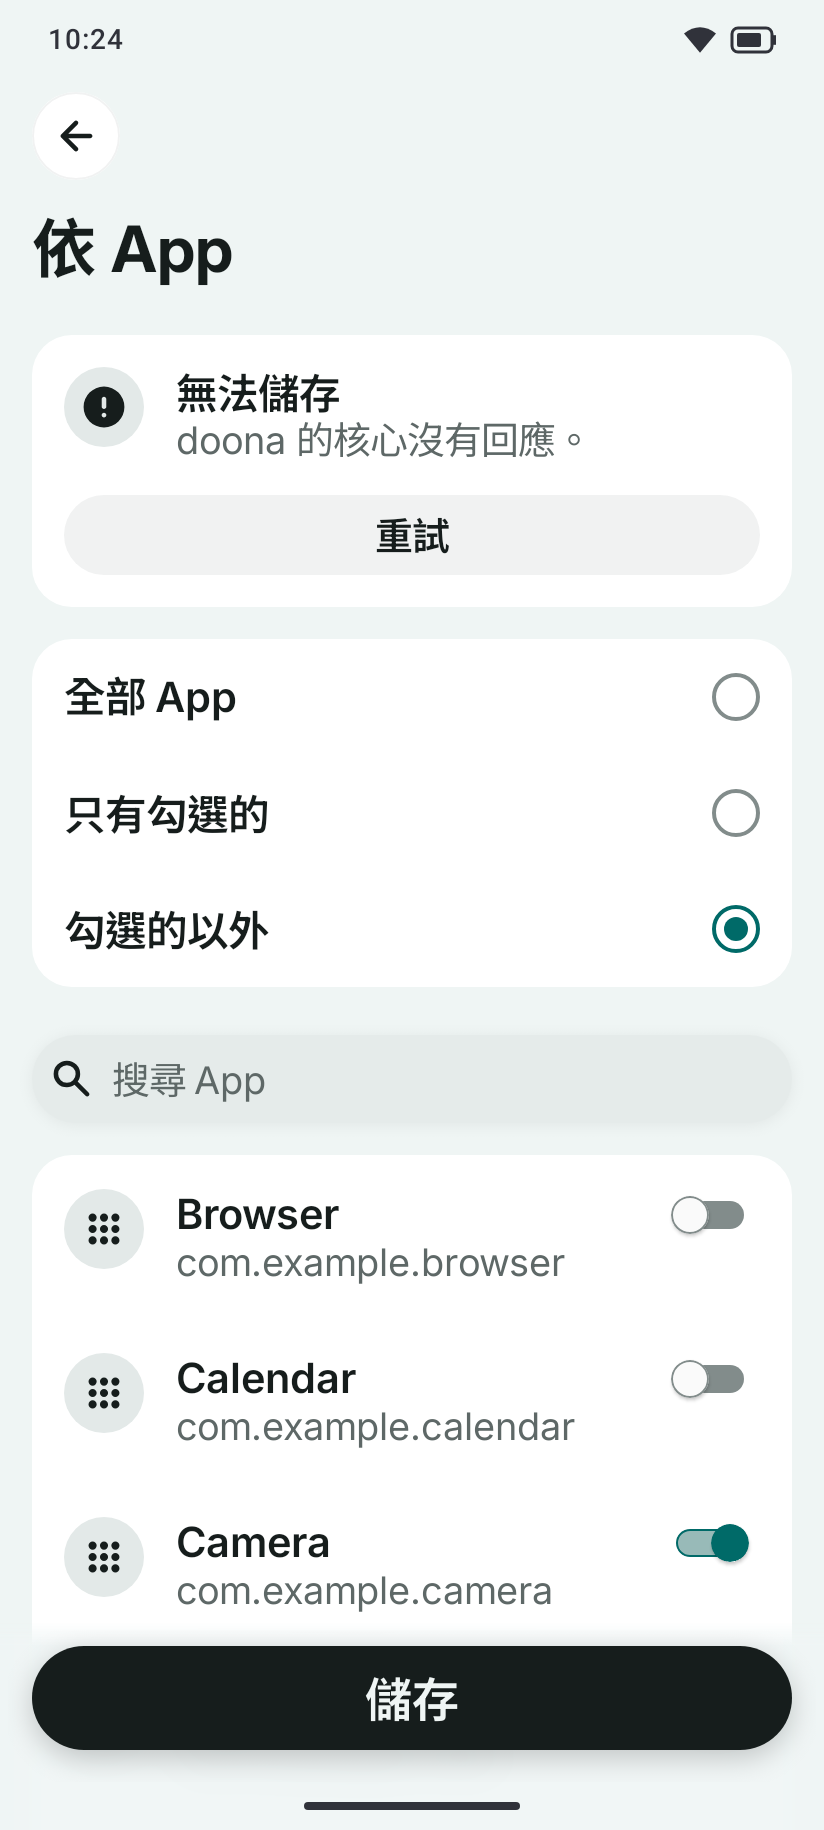 10:24
依 App
無法儲存
doona 的核心沒有回應。
重試
全部 App
只有勾選的
勾選的以外
搜尋 App
Browser
com.example.browser
Calendar
com.example.calendar
Camera
com.example.camera
儲存